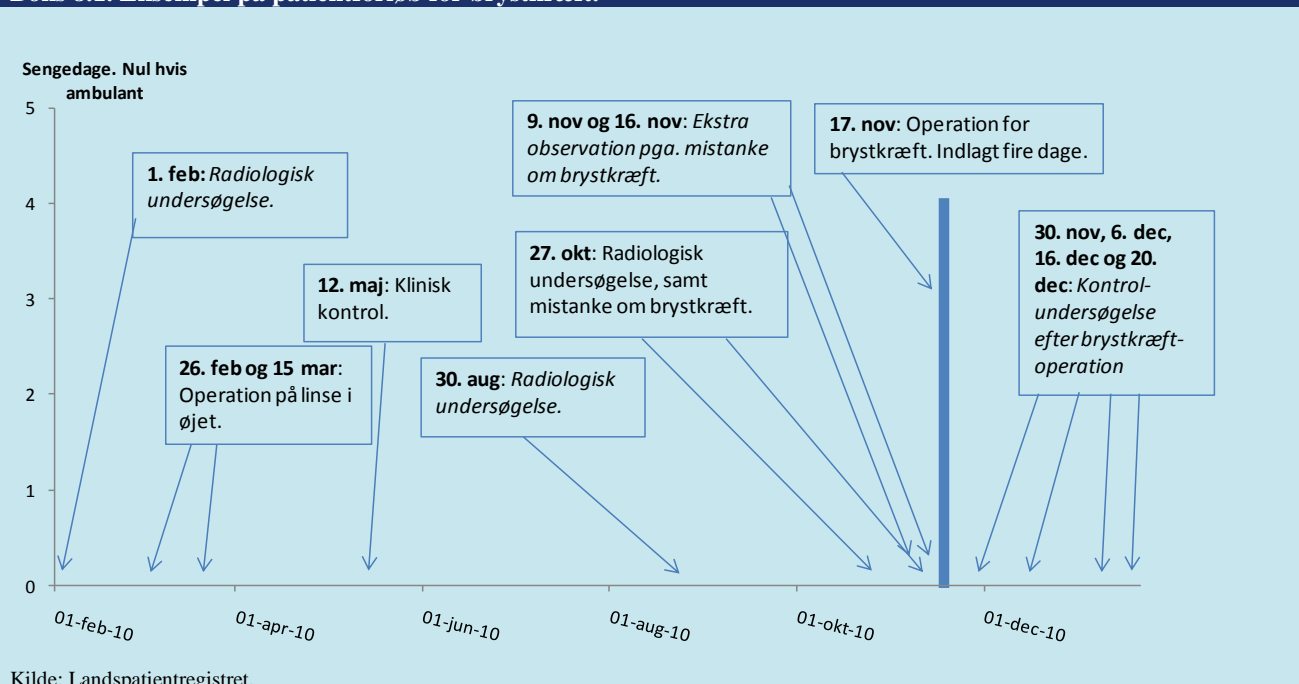 Sengedage. Nul hvis
ambulant
5
4
3
2
1
0
1. feb: Radiologisk
undersøgelse.
26. feb og 15 mar:
Operation på linse i
øjet.
12. maj: Klinisk
kontrol.
30. aug: Radiologisk
undersøgelse.
9. nov og 16. nov: Ekstra
observation pga. mistanke
om brystkræft.
27. okt: Radiologisk
undersøgelse, samt
mistanke om brystkræft.
17. nov: Operation for
brystkræft. Indlagt fire dage.
30. nov, 6. dec,
16. dec og 20.
dec: Kontrol-
undersøgelse
efter brystkræft-
operation
01-feb-10
01-apr-10
01-jun-10
01-aug-10
01-okt-10
01-dec-10
Kilde: Landspatientregistret